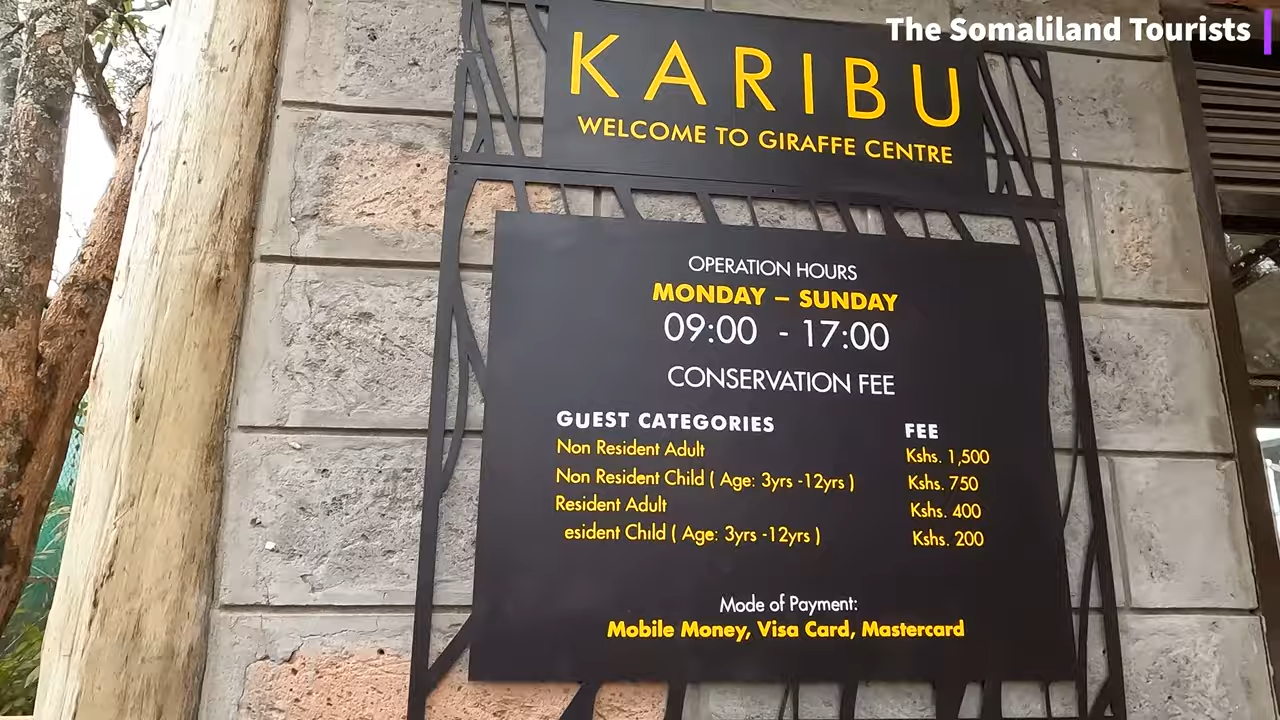 The Somaliland Tourists
KARIBU
WELCOME TO GIRAFFE CENTRE
OPERATION HOURS
MONDAY – SUNDAY
09:00 - 17:00
CONSERVATION FEE
GUEST CATEGORIES FEE
Non Resident Adult Kshs. 1,500
Non Resident Child ( Age: 3yrs -12yrs ) Kshs. 750
Resident Adult Kshs. 400
esident Child ( Age: 3yrs -12yrs ) Kshs. 200
Mode of Payment:
Mobile Money, Visa Card, Mastercard